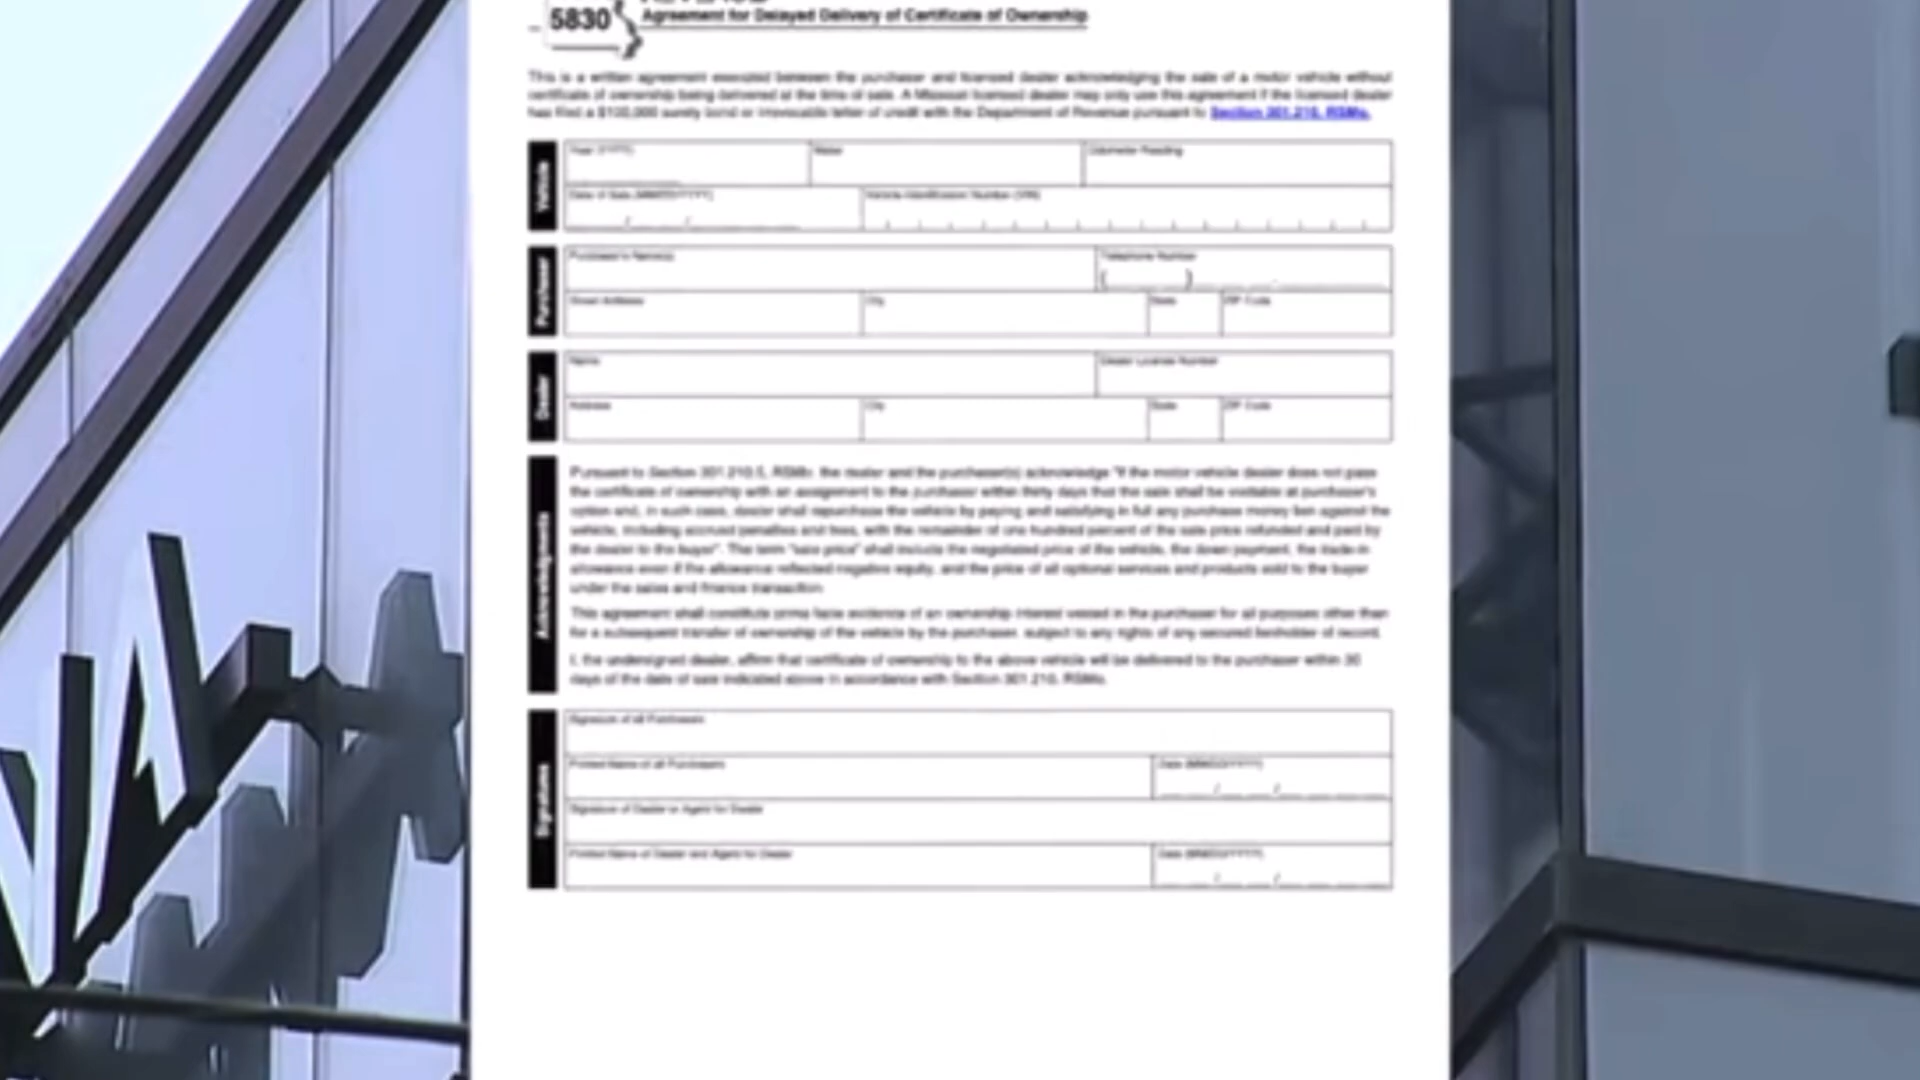 5830
Agreement for Delayed Delivery of Certificate of Ownership
This is a written agreement executed between the purchaser and licensed dealer acknowledging the sale of a motor vehicle without
certificate of ownership being delivered at the time of sale. A Missouri licensed dealer may only use this agreement if the licensed dealer
has filed a $100,000 surety bond or irrevocable letter of credit with the Department of Revenue pursuant to Section 301.210, RSMo.
Vehicle
Year (YYYY)
Make
Odometer Reading
Date of Sale (MM/DD/YYYY)
Vehicle Identification Number (VIN)
Purchaser
Purchaser's Name(s)
Telephone Number
Street Address
City
State
ZIP Code
Dealer
Name
Dealer License Number
Address
City
State
ZIP Code
Acknowledgments
Pursuant to Section 301.210.5, RSMo, the dealer and the purchaser(s) acknowledge "if the motor vehicle dealer does not pass
the certificate of ownership with an assignment to the purchaser within thirty days that the sale shall be voidable at purchaser's
option and, in such case, dealer shall repurchase the vehicle by paying and satisfying in full any purchase money lien against the
vehicle, including accrued penalties and fees, with the remainder of one hundred percent of the sale price refunded and paid by
the dealer to the buyer". The term "sale price" shall include the negotiated price of the vehicle, the down payment, the trade-in
allowance even if the allowance reflected negative equity, and the price of all optional services and products sold to the buyer
under the sales and finance transaction.
This agreement shall constitute prima facie evidence of an ownership interest vested in the purchaser for all purposes other than
for a subsequent transfer of ownership of the vehicle by the purchaser, subject to any rights of any secured lienholder of record.
I, the undersigned dealer, affirm that certificate of ownership to the above vehicle will be delivered to the purchaser within 30
days of the date of sale indicated above in accordance with Section 301.210, RSMo.
Signature
Signature of all Purchasers
Printed Name of all Purchasers
Date (MM/DD/YYYY)
Signature of Dealer or Agent for Dealer
Printed Name of Dealer and Agent for Dealer
Date (MM/DD/YYYY)